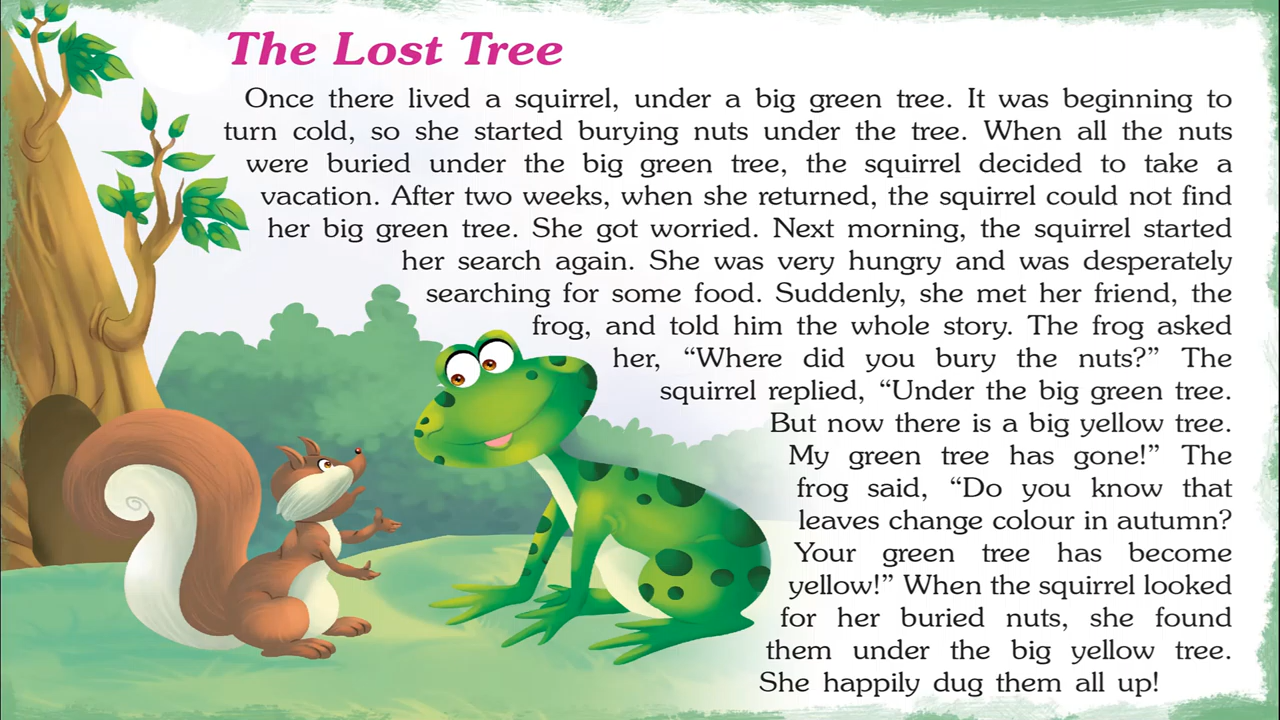 The Lost Tree
Once there lived a squirrel, under a big green tree. It was beginning to
turn cold, so she started burying nuts under the tree. When all the nuts
were buried under the big green tree, the squirrel decided to take a
vacation. After two weeks, when she returned, the squirrel could not find
her big green tree. She got worried. Next morning, the squirrel started
her search again. She was very hungry and was desperately
searching for some food. Suddenly, she met her friend, the
frog, and told him the whole story. The frog asked
her, “Where did you bury the nuts?” The
squirrel replied, “Under the big green tree.
But now there is a big yellow tree.
My green tree has gone!” The
frog said, “Do you know that
leaves change colour in autumn?
Your green tree has become
yellow!” When the squirrel looked
for her buried nuts, she found
them under the big yellow tree.
She happily dug them all up!